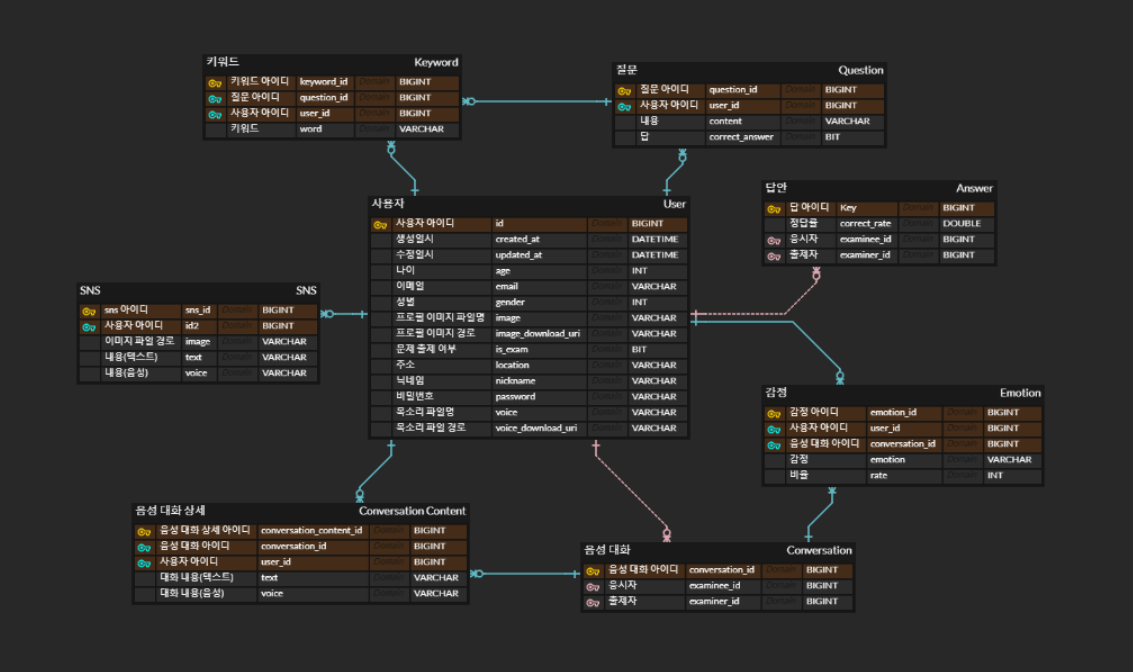 키워드 Keyword
키워드 아이디 keyword_id Domain BIGINT
질문 아이디 question_id Domain BIGINT
사용자 아이디 user_id Domain BIGINT
키워드 word Domain VARCHAR
질문 Question
질문 아이디 question_id Domain BIGINT
사용자 아이디 user_id Domain BIGINT
내용 content Domain VARCHAR
답 correct_answer Domain BIT
답안 Answer
답 아이디 Key Domain BIGINT
정답률 correct_rate Domain DOUBLE
응시자 examinee_id Domain BIGINT
출제자 examiner_id Domain BIGINT
사용자 User
사용자 아이디 id Domain BIGINT
생성일시 created_at Domain DATETIME
수정일시 updated_at Domain DATETIME
나이 age Domain INT
이메일 email Domain VARCHAR
성별 gender Domain INT
프로필 이미지 파일명 image Domain VARCHAR
프로필 이미지 경로 image_download_uri Domain VARCHAR
문제 출제 여부 is_exam Domain BIT
주소 location Domain VARCHAR
닉네임 nickname Domain VARCHAR
비밀번호 password Domain VARCHAR
목소리 파일명 voice Domain VARCHAR
목소리 파일 경로 voice_download_uri Domain VARCHAR
SNS SNS
sns 아이디 sns_id Domain BIGINT
사용자 아이디 id2 Domain BIGINT
이미지 파일 경로 image Domain VARCHAR
내용(텍스트) text Domain VARCHAR
내용(음성) voice Domain VARCHAR
감정 Emotion
감정 아이디 emotion_id Domain BIGINT
사용자 아이디 user_id Domain BIGINT
음성 대화 아이디 conversation_id Domain BIGINT
감정 emotion Domain VARCHAR
비율 rate Domain INT
음성 대화 상세 Conversation Content
음성 대화 상세 아이디 conversation_content_id Domain BIGINT
음성 대화 아이디 conversation_id Domain BIGINT
사용자 아이디 user_id Domain BIGINT
대화 내용(텍스트) text Domain VARCHAR
대화 내용(음성) voice Domain VARCHAR
음성 대화 Conversation
음성 대화 아이디 conversation_id Domain BIGINT
응시자 examinee_id Domain BIGINT
출제자 examiner_id Domain BIGINT